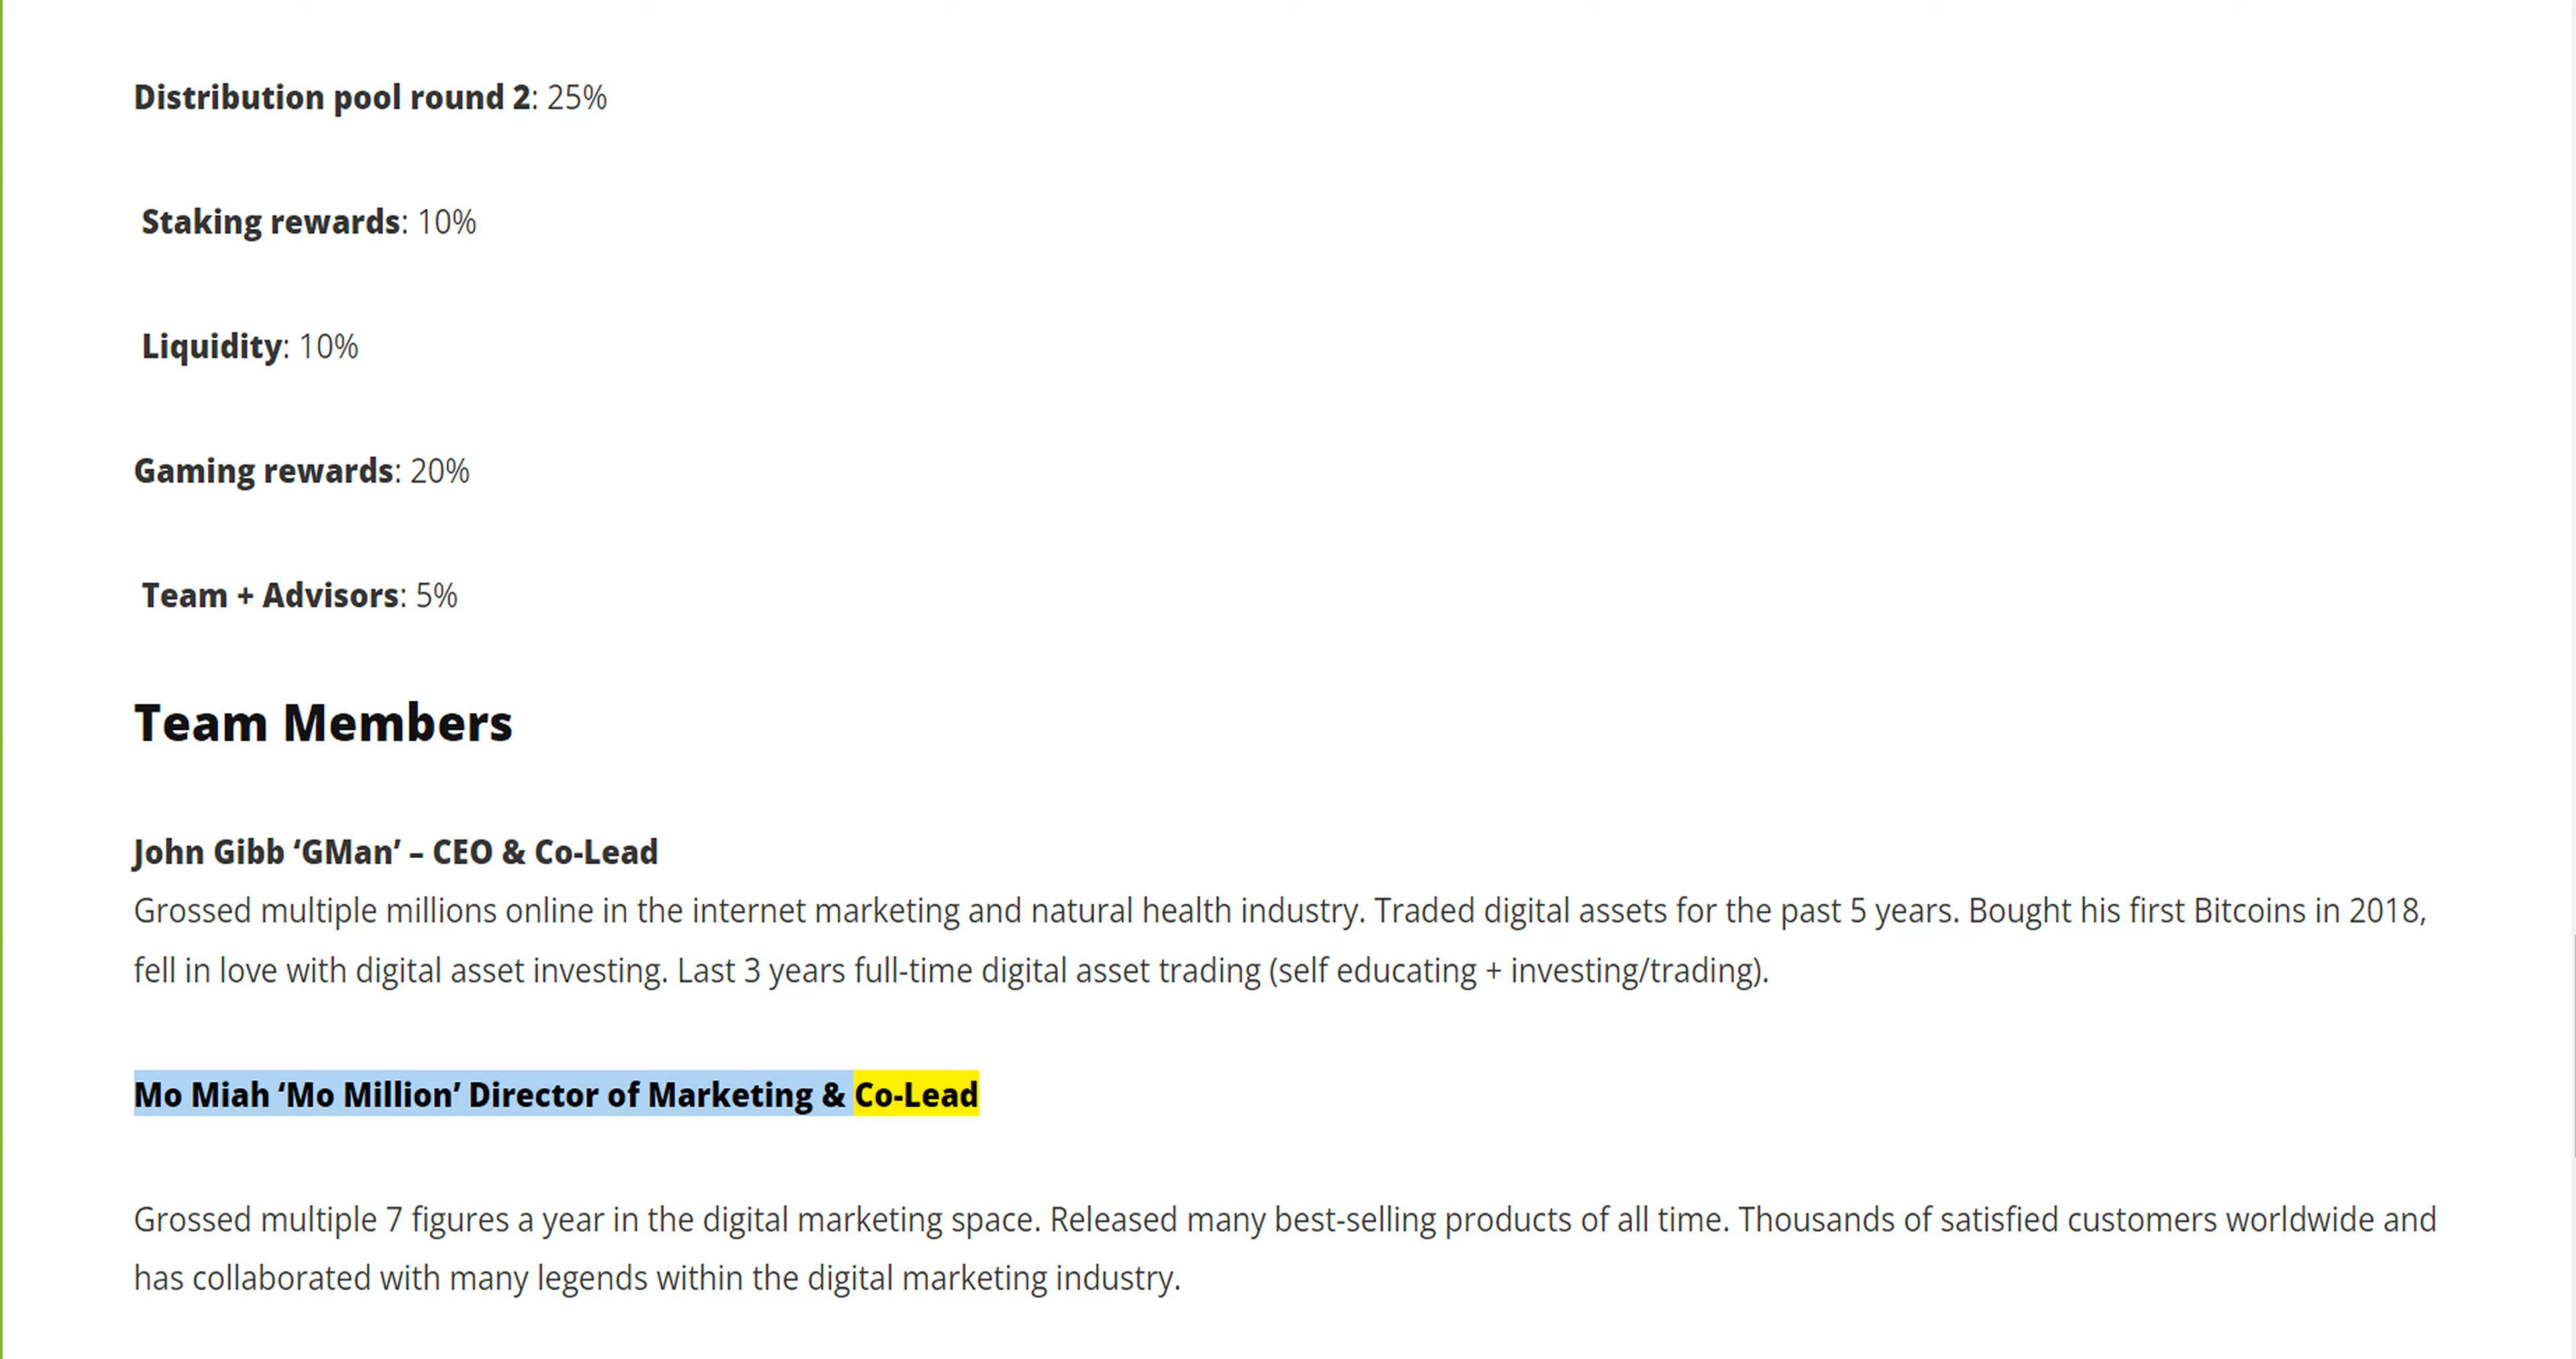 Distribution pool round 2: 25%
Staking rewards: 10%
Liquidity: 10%
Gaming rewards: 20%
Team + Advisors: 5%
Team Members
John Gibb ‘GMan’ – CEO & Co-Lead
Grossed multiple millions online in the internet marketing and natural health industry. Traded digital assets for the past 5 years. Bought his first Bitcoins in 2018,
fell in love with digital asset investing. Last 3 years full-time digital asset trading (self educating + investing/trading).
Mo Miah ‘Mo Million’ Director of Marketing & Co-Lead
Grossed multiple 7 figures a year in the digital marketing space. Released many best-selling products of all time. Thousands of satisfied customers worldwide and
has collaborated with many legends within the digital marketing industry.